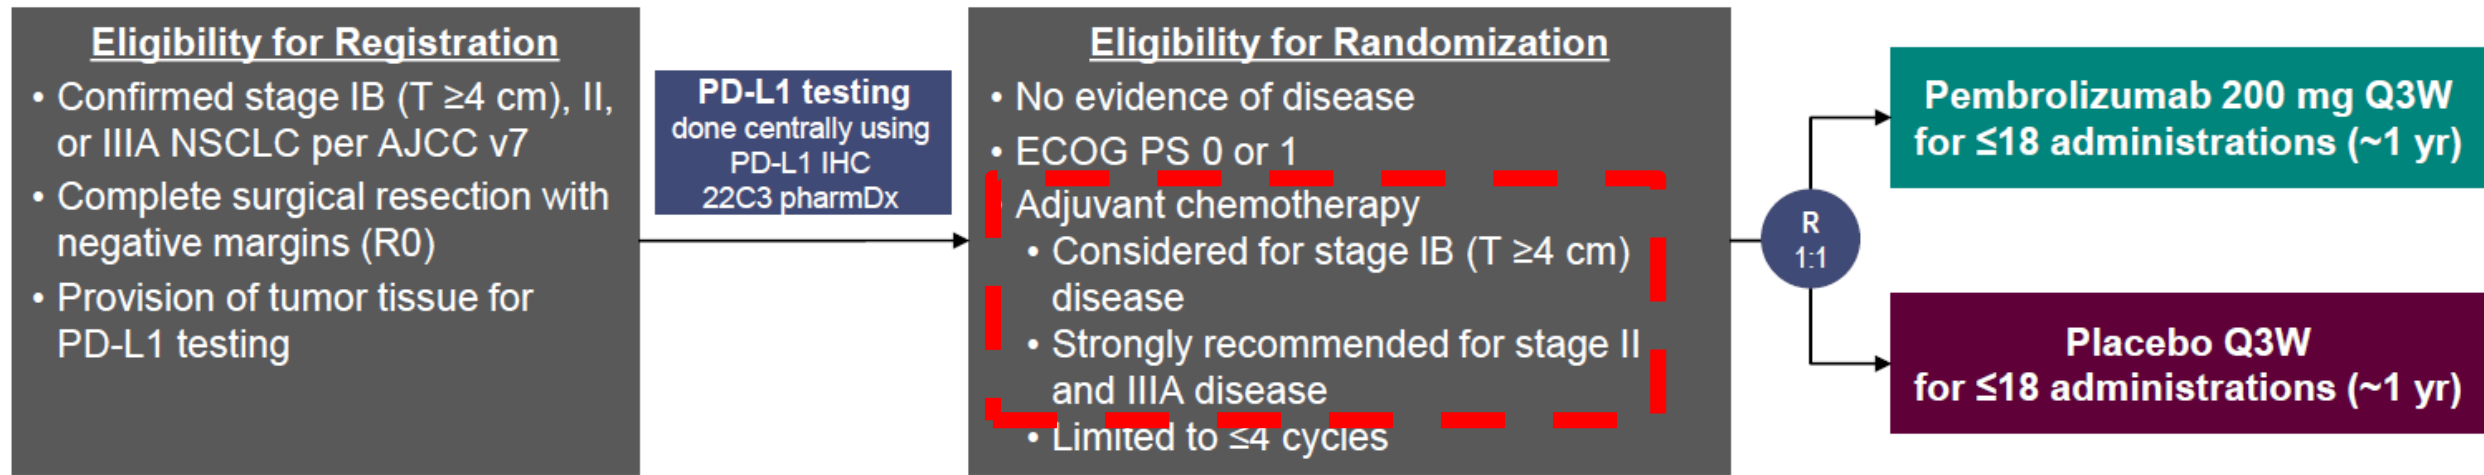 Eligibility for Registration
• Confirmed stage IB (T ≥4 cm), II,
or IIIA NSCLC per AJCC v7
• Complete surgical resection with
negative margins (R0)
• Provision of tumor tissue for
PD-L1 testing
PD-L1 testing
done centrally using
PD-L1 IHC
22C3 pharmDx
Eligibility for Randomization
• No evidence of disease
• ECOG PS 0 or 1
Adjuvant chemotherapy
• Considered for stage IB (T ≥4 cm)
disease
• Strongly recommended for stage II
and IIIA disease
• Limited to ≤4 cycles
R
1:1
Pembrolizumab 200 mg Q3W
for ≤18 administrations (~1 yr)
Placebo Q3W
for ≤18 administrations (~1 yr)